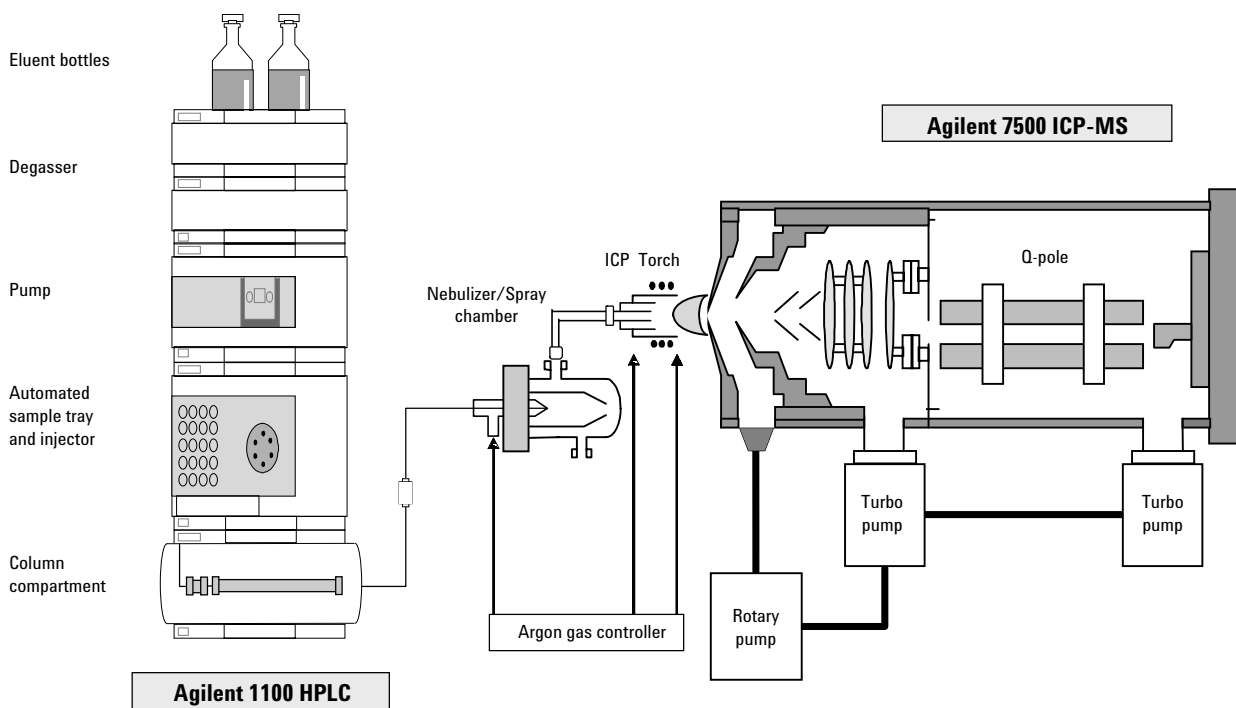 Eluent bottles
Degasser
Pump
Automated
sample tray
and injector
Column
compartment
Agilent 1100 HPLC
Nebulizer/Spray
chamber
ICP Torch
Argon gas controller
Agilent 7500 ICP-MS
Q-pole
Rotary
pump
Turbo
pump
Turbo
pump